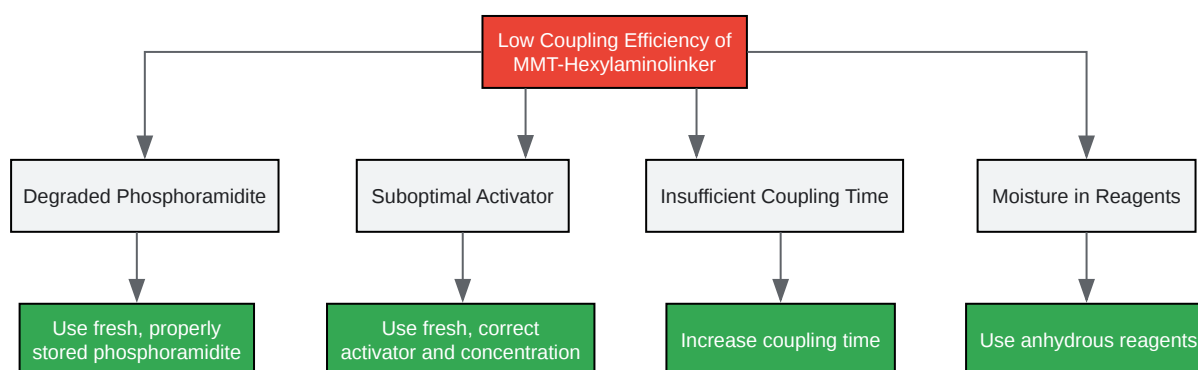 Low Coupling Efficiency of
MMT-Hexylaminolinker
Degraded Phosphoramidite
Suboptimal Activator
Insufficient Coupling Time
Moisture in Reagents
Use fresh, properly
stored phosphoramidite
Use fresh, correct
activator and concentration
Increase coupling time
Use anhydrous reagents